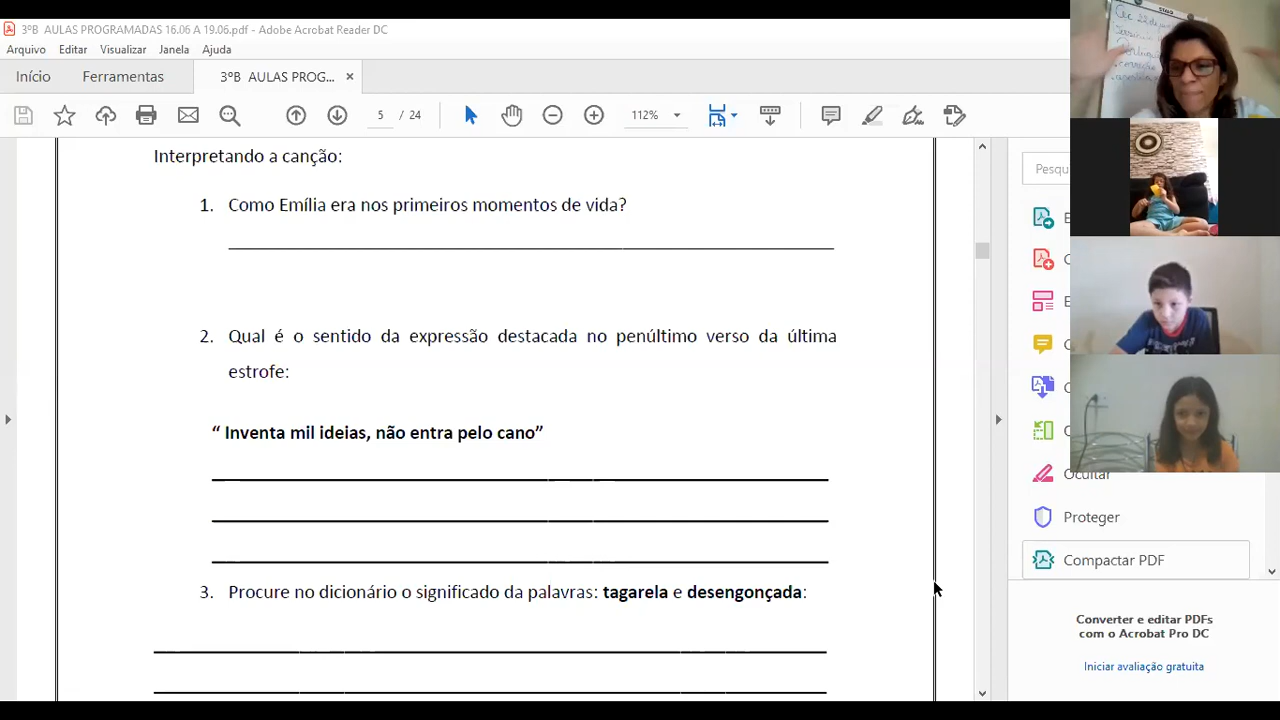 3ºB AULAS PROGRAMADAS 16.06 A 19.06.pdf - Adobe Acrobat Reader DC
Arquivo Editar Visualizar Janela Ajuda
Início Ferramentas 3ºB AULAS PROG... ×
5 / 24 112%
Interpretando a canção:
1. Como Emília era nos primeiros momentos de vida?
2. Qual é o sentido da expressão destacada no penúltimo verso da última
estrofe:
“ Inventa mil ideias, não entra pelo cano”
3. Procure no dicionário o significado da palavras: tagarela e desengonçada:
Pesqu
Ocultar
Proteger
Compactar PDF
Converter e editar PDFs
com o Acrobat Pro DC
Iniciar avaliação gratuita